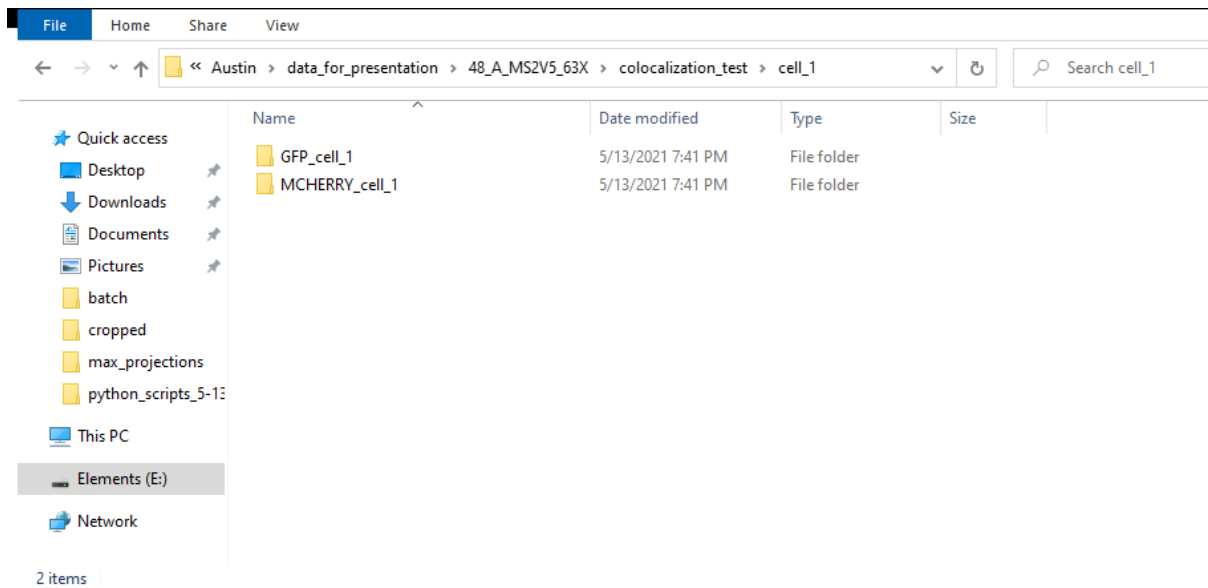 File Home Share View
« Austin > data_for_presentation > 48_A_MS2V5_63X > colocalization_test > cell_1 Search cell_1
Name Date modified Type Size
Quick access
Desktop
Downloads
Documents
Pictures
batch
cropped
max_projections
python_scripts_5-13
This PC
Elements (E:)
Network
GFP_cell_1 5/13/2021 7:41 PM File folder
MCHERRY_cell_1 5/13/2021 7:41 PM File folder
2 items